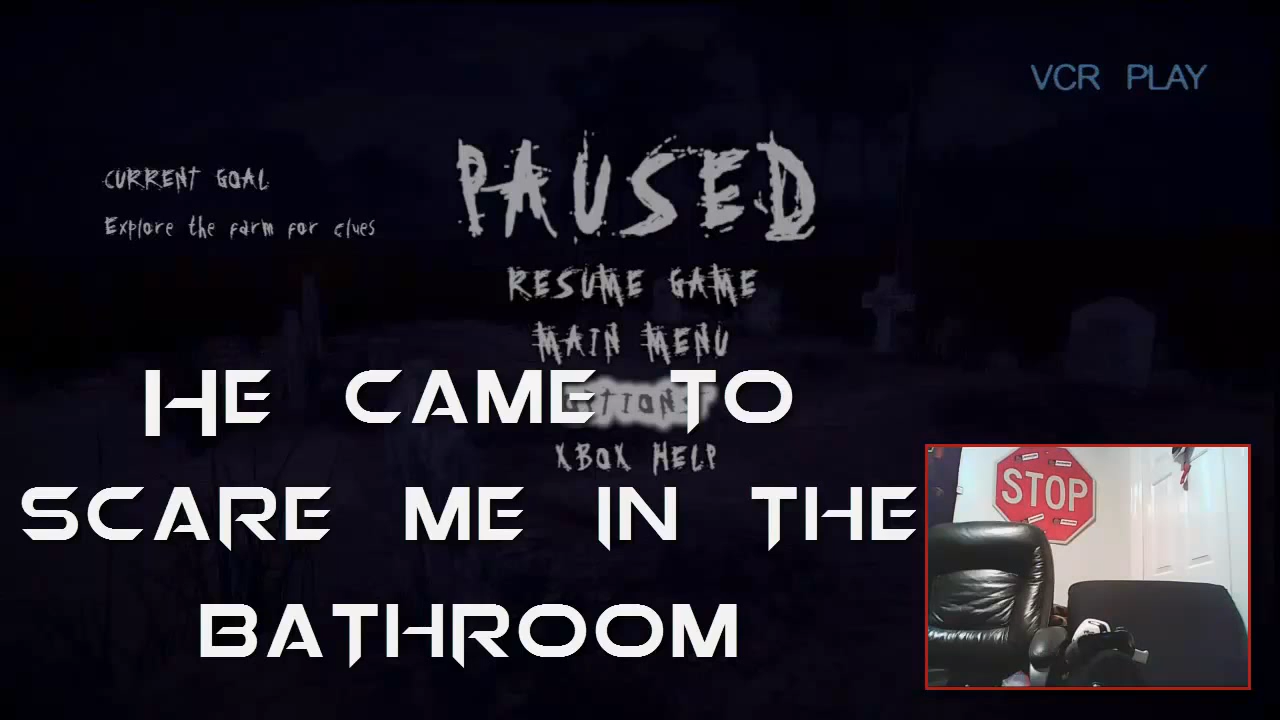 VCR PLAY
PAUSED
CURRENT GOAL
Explore the farm for clues
RESUME GAME
MAIN MENU
OPTIONS
XBOX HELP
HE CAME TO
SCARE ME IN THE
BATHROOM
STOP